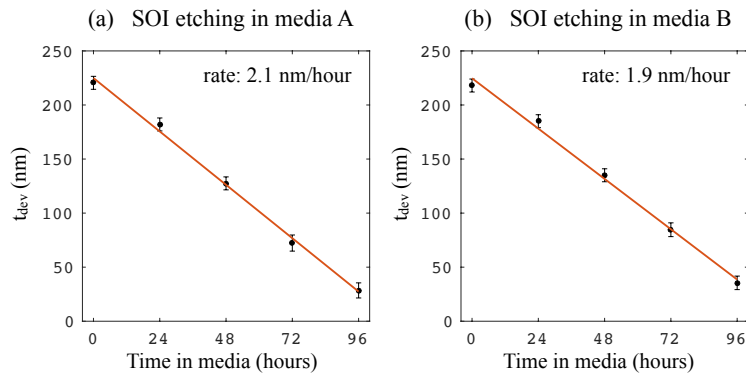 (a) SOI etching in media A
250
200
150
100
50
0
t_dev (nm)
rate: 2.1 nm/hour
0 24 48 72 96
Time in media (hours)
(b) SOI etching in media B
250
200
150
100
50
0
t_dev (nm)
rate: 1.9 nm/hour
0 24 48 72 96
Time in media (hours)